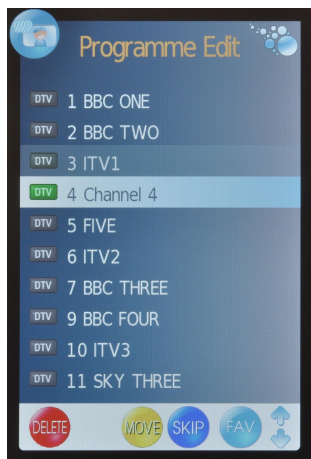 Programme Edit
DTV 1 BBC ONE
DTV 2 BBC TWO
DTV 3 ITV1
DTV 4 Channel 4
DTV 5 FIVE
DTV 6 ITV2
DTV 7 BBC THREE
DTV 9 BBC FOUR
DTV 10 ITV3
DTV 11 SKY THREE
DELETE MOVE SKIP FAV